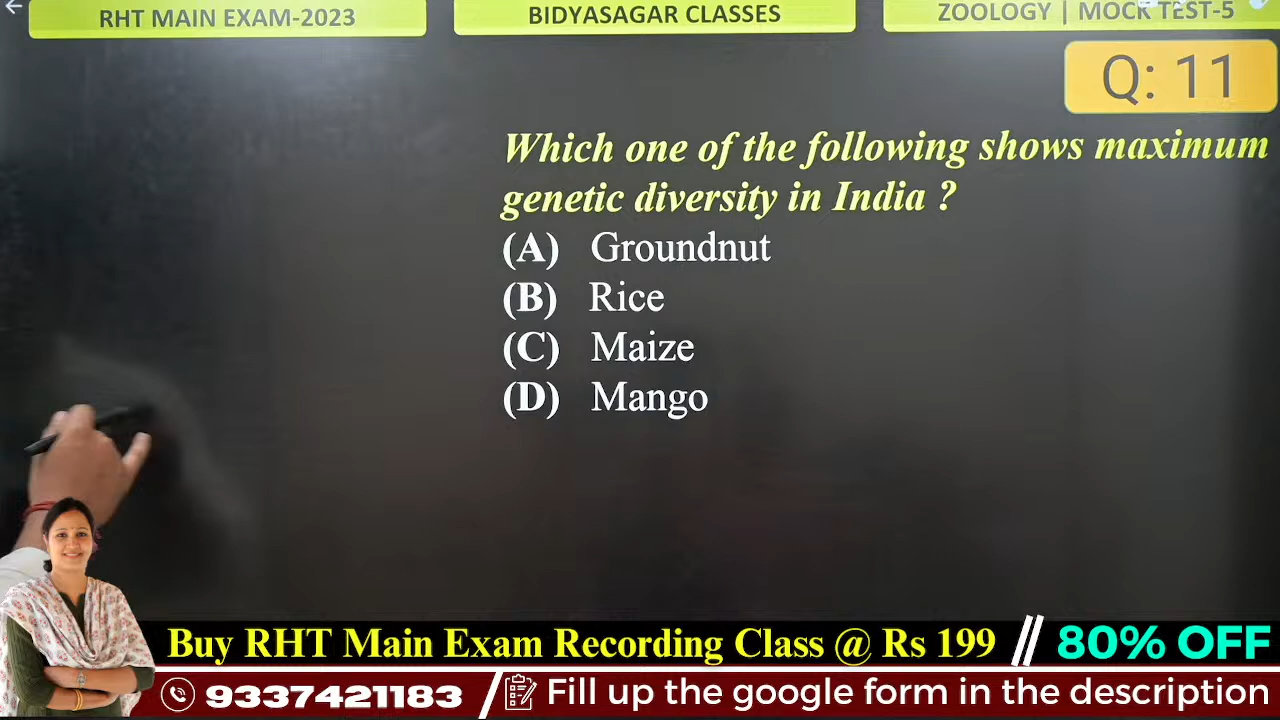 RHT MAIN EXAM-2023
BIDYASAGAR CLASSES
ZOOLOGY | MOCK TEST-5
Q: 11
Which one of the following shows maximum
genetic diversity in India ?
(A) Groundnut
(B) Rice
(C) Maize
(D) Mango
Buy RHT Main Exam Recording Class @ Rs 199 // 80% OFF
9337421183 / Fill up the google form in the description